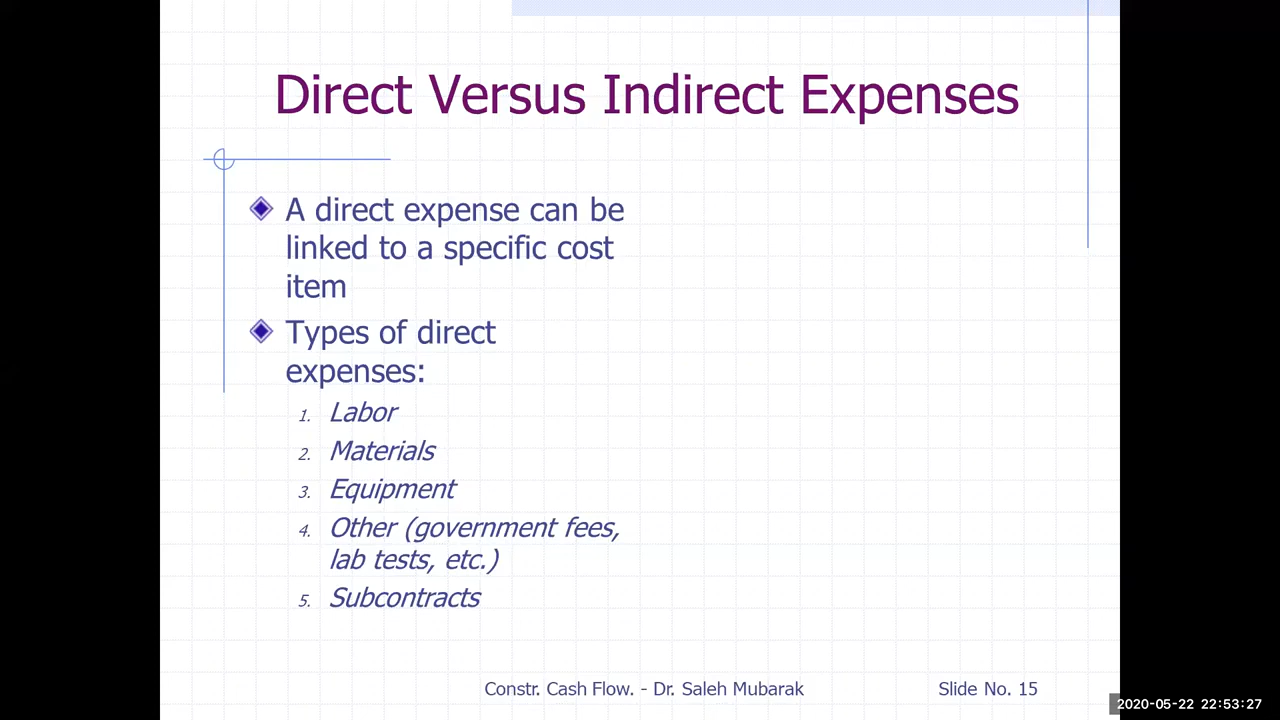 Direct Versus Indirect Expenses
A direct expense can be
linked to a specific cost
item
Types of direct
expenses:
1. Labor
2. Materials
3. Equipment
4. Other (government fees,
lab tests, etc.)
5. Subcontracts
Constr. Cash Flow. - Dr. Saleh Mubarak
Slide No. 15
2020-05-22 22:53:27